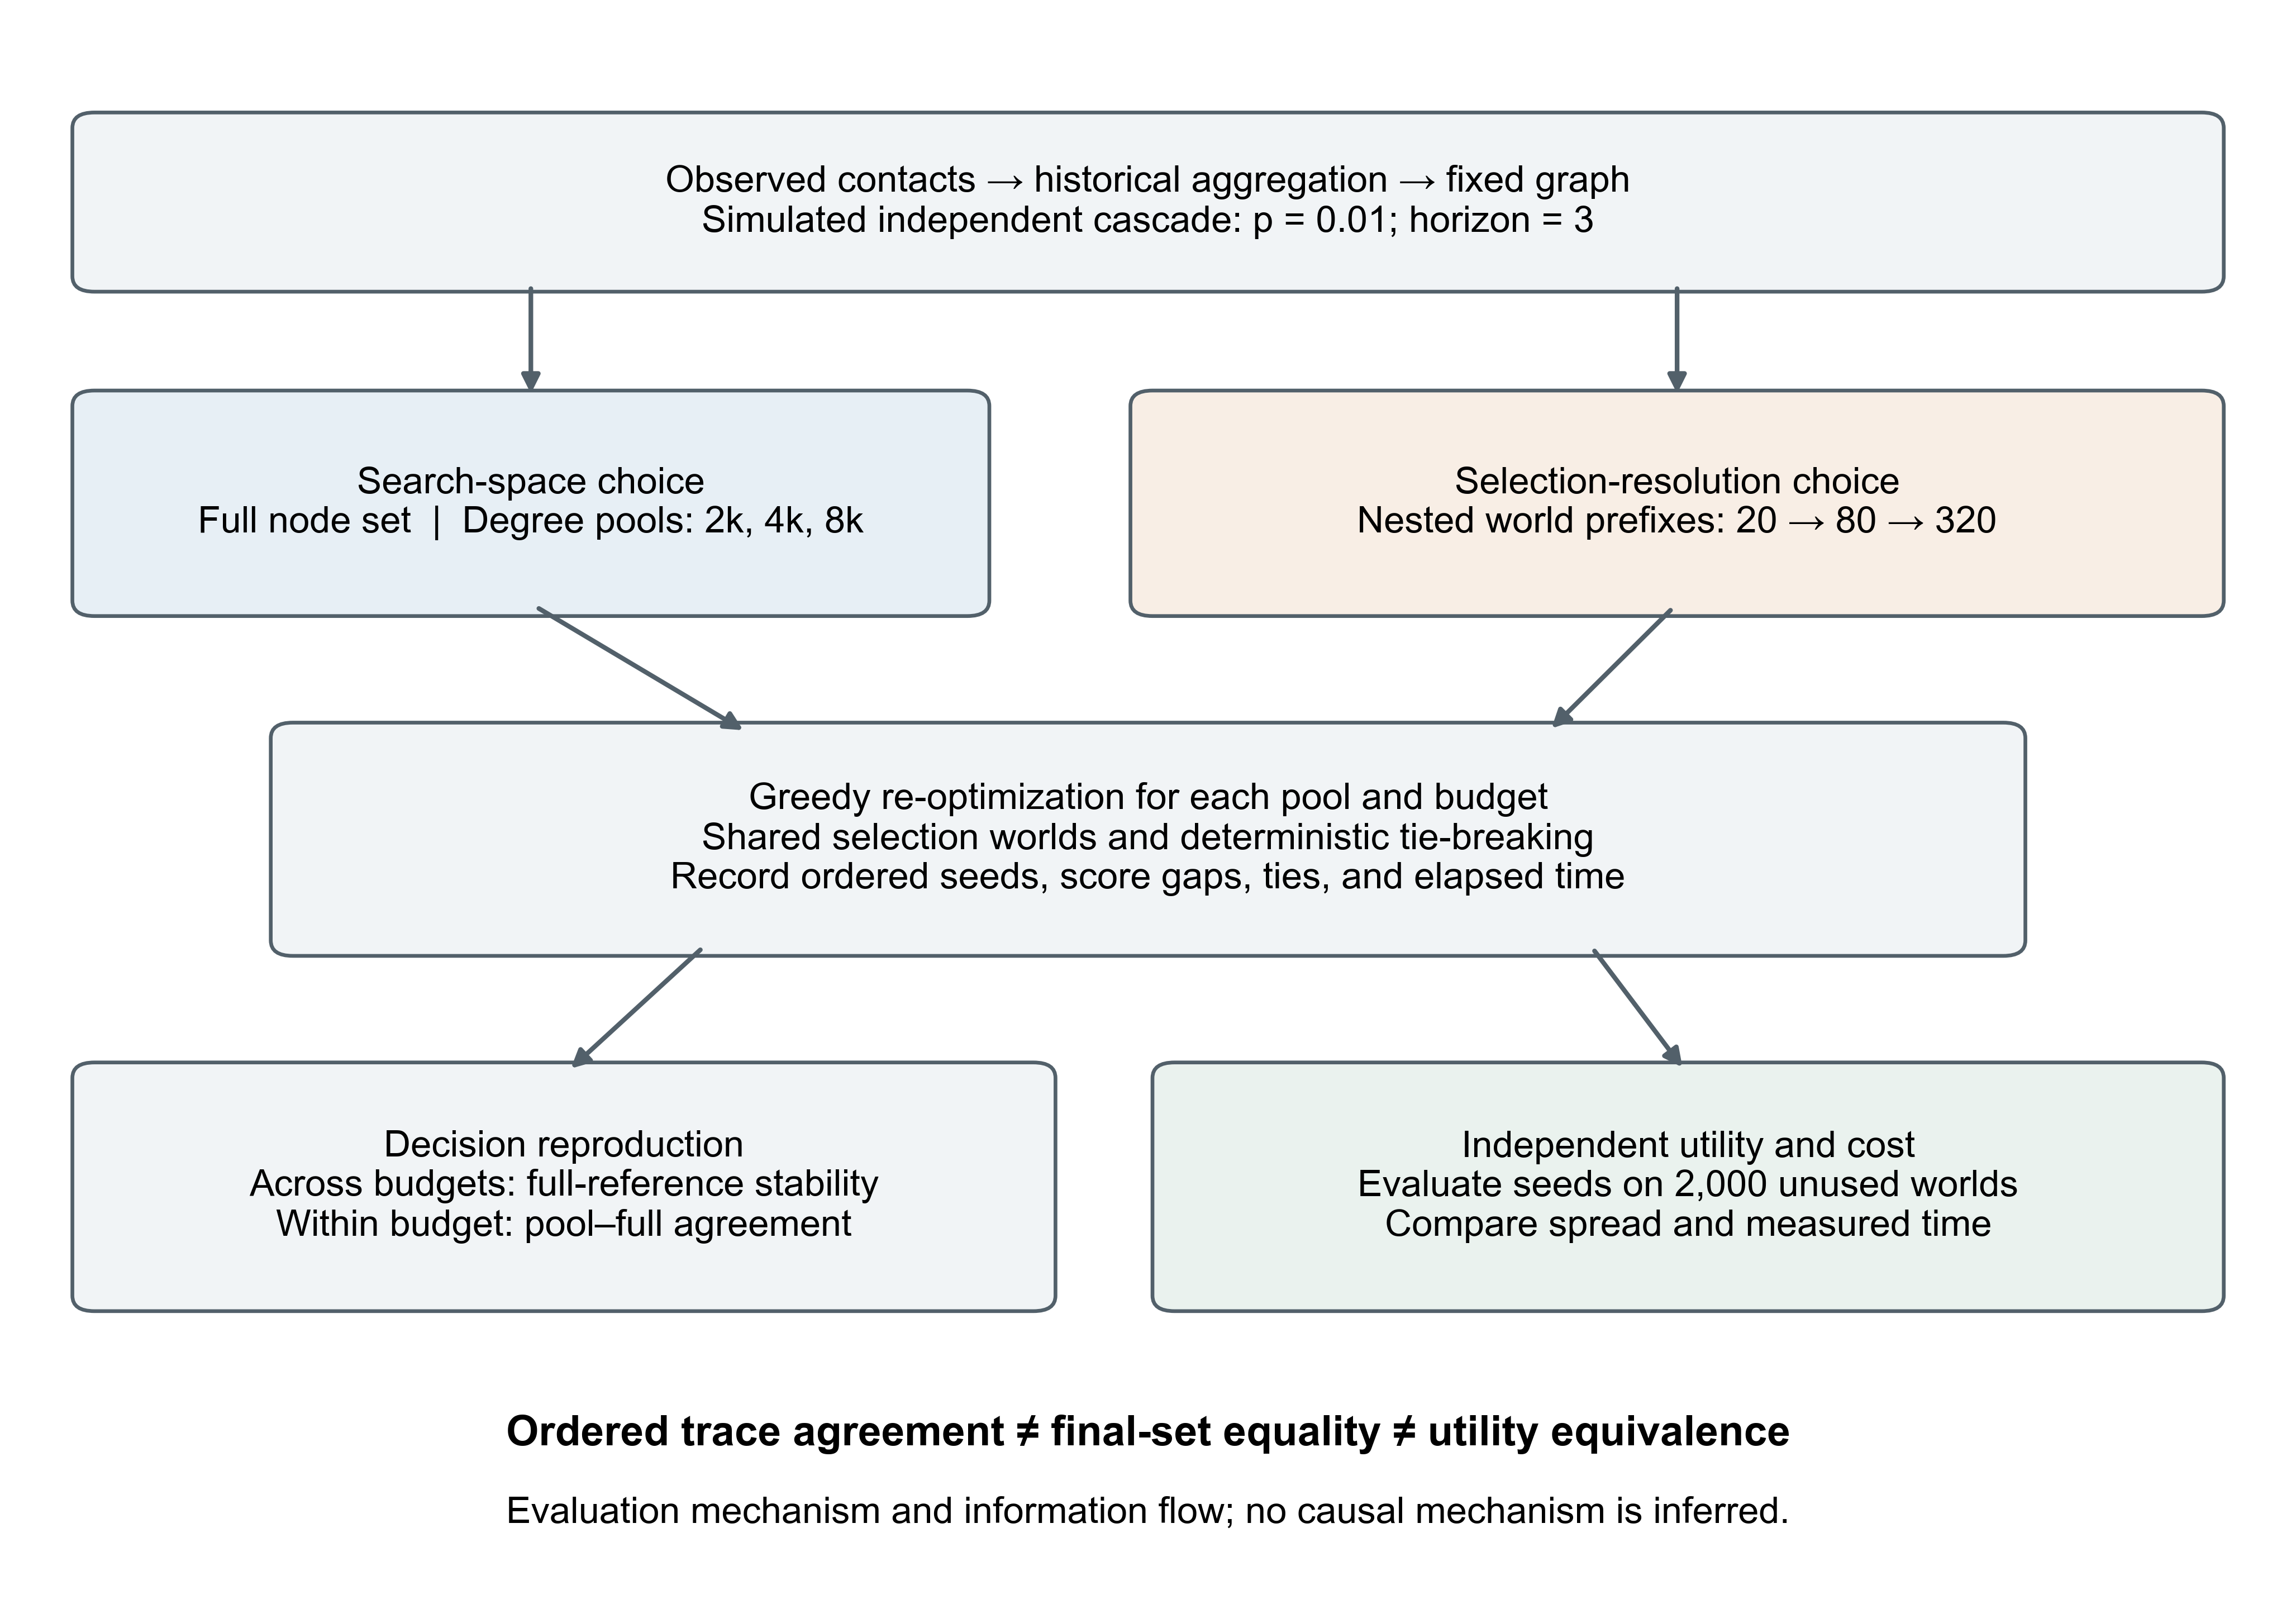 Observed contacts → historical aggregation → fixed graph
Simulated independent cascade: p = 0.01; horizon = 3
Search-space choice
Full node set | Degree pools: 2k, 4k, 8k
Selection-resolution choice
Nested world prefixes: 20 → 80 → 320
Greedy re-optimization for each pool and budget
Shared selection worlds and deterministic tie-breaking
Record ordered seeds, score gaps, ties, and elapsed time
Decision reproduction
Across budgets: full-reference stability
Within budget: pool–full agreement
Independent utility and cost
Evaluate seeds on 2,000 unused worlds
Compare spread and measured time
Ordered trace agreement ≠ final-set equality ≠ utility equivalence
Evaluation mechanism and information flow; no causal mechanism is inferred.